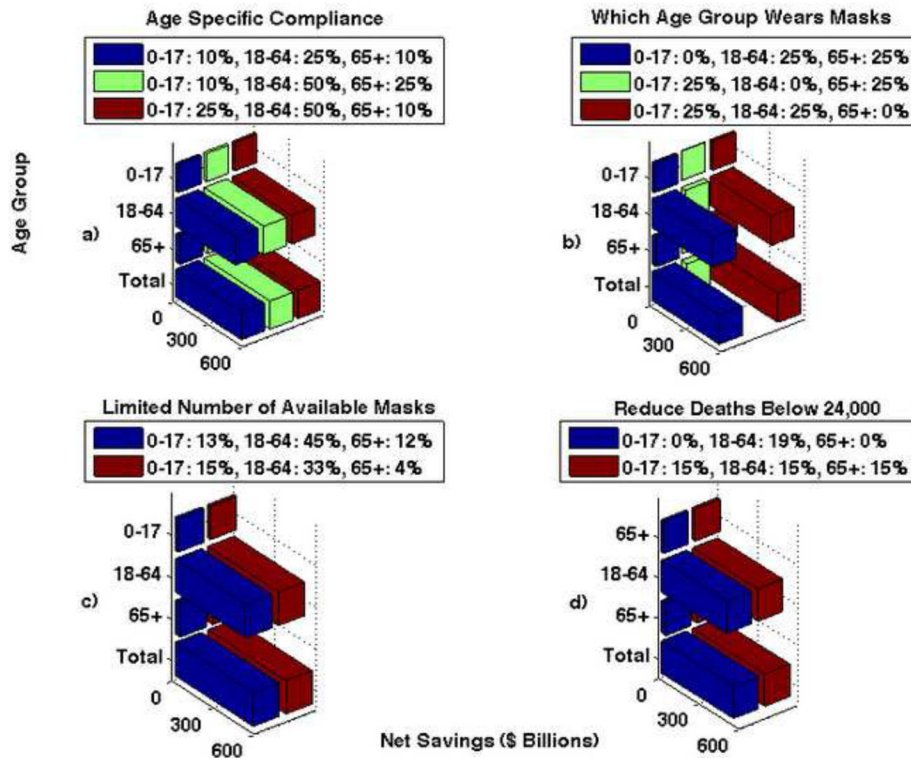 Age Specific Compliance
0-17: 10%, 18-64: 25%, 65+: 10%
0-17: 10%, 18-64: 50%, 65+: 25%
0-17: 25%, 18-64: 50%, 65+: 10%
Which Age Group Wears Masks
0-17: 0%, 18-64: 25%, 65+: 25%
0-17: 25%, 18-64: 0%, 65+: 25%
0-17: 25%, 18-64: 25%, 65+: 0%
Age Group
a)
0-17
18-64
65+
Total
0
300
600
b)
0-17
18-64
65+
Total
0
300
600
Limited Number of Available Masks
0-17: 13%, 18-64: 45%, 65+: 12%
0-17: 15%, 18-64: 33%, 65+: 4%
Reduce Deaths Below 24,000
0-17: 0%, 18-64: 19%, 65+: 0%
0-17: 15%, 18-64: 15%, 65+: 15%
c)
0-17
18-64
65+
Total
0
300
600
d)
65+
18-64
65+
Total
0
300
600
Net Savings ($ Billions)